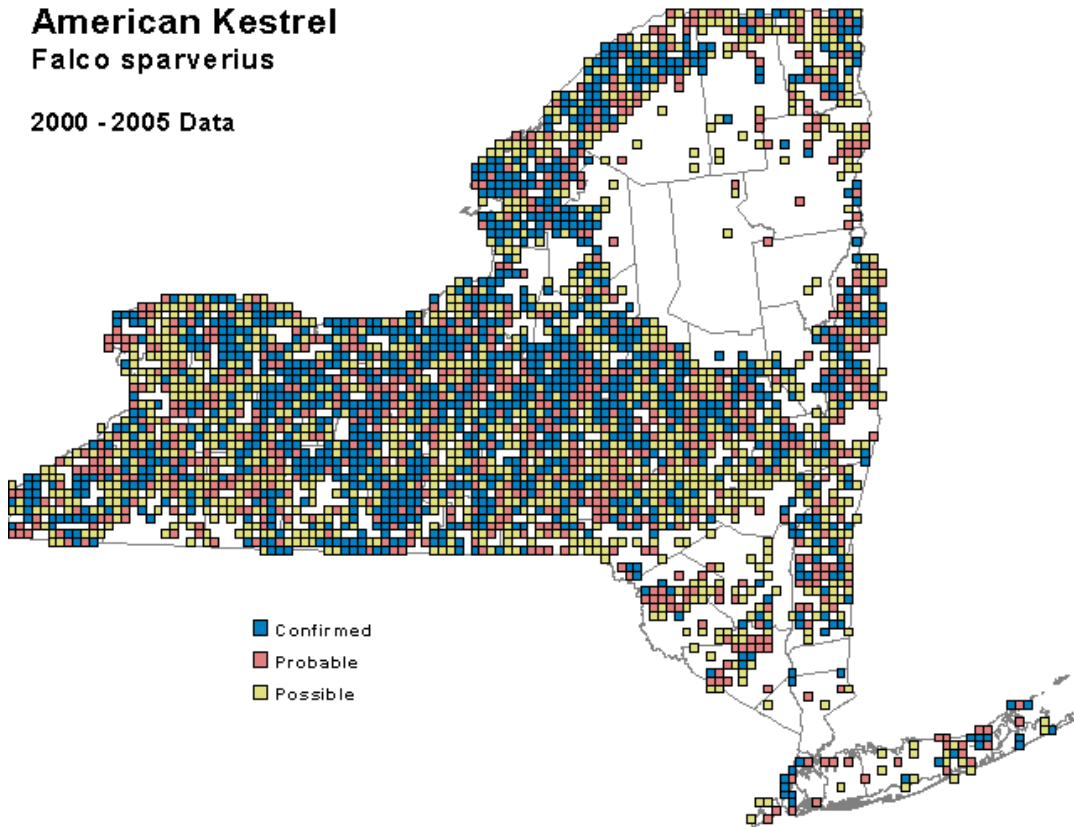 American Kestrel
Falco sparverius
2000 - 2005 Data
Confirmed
Probable
Possible